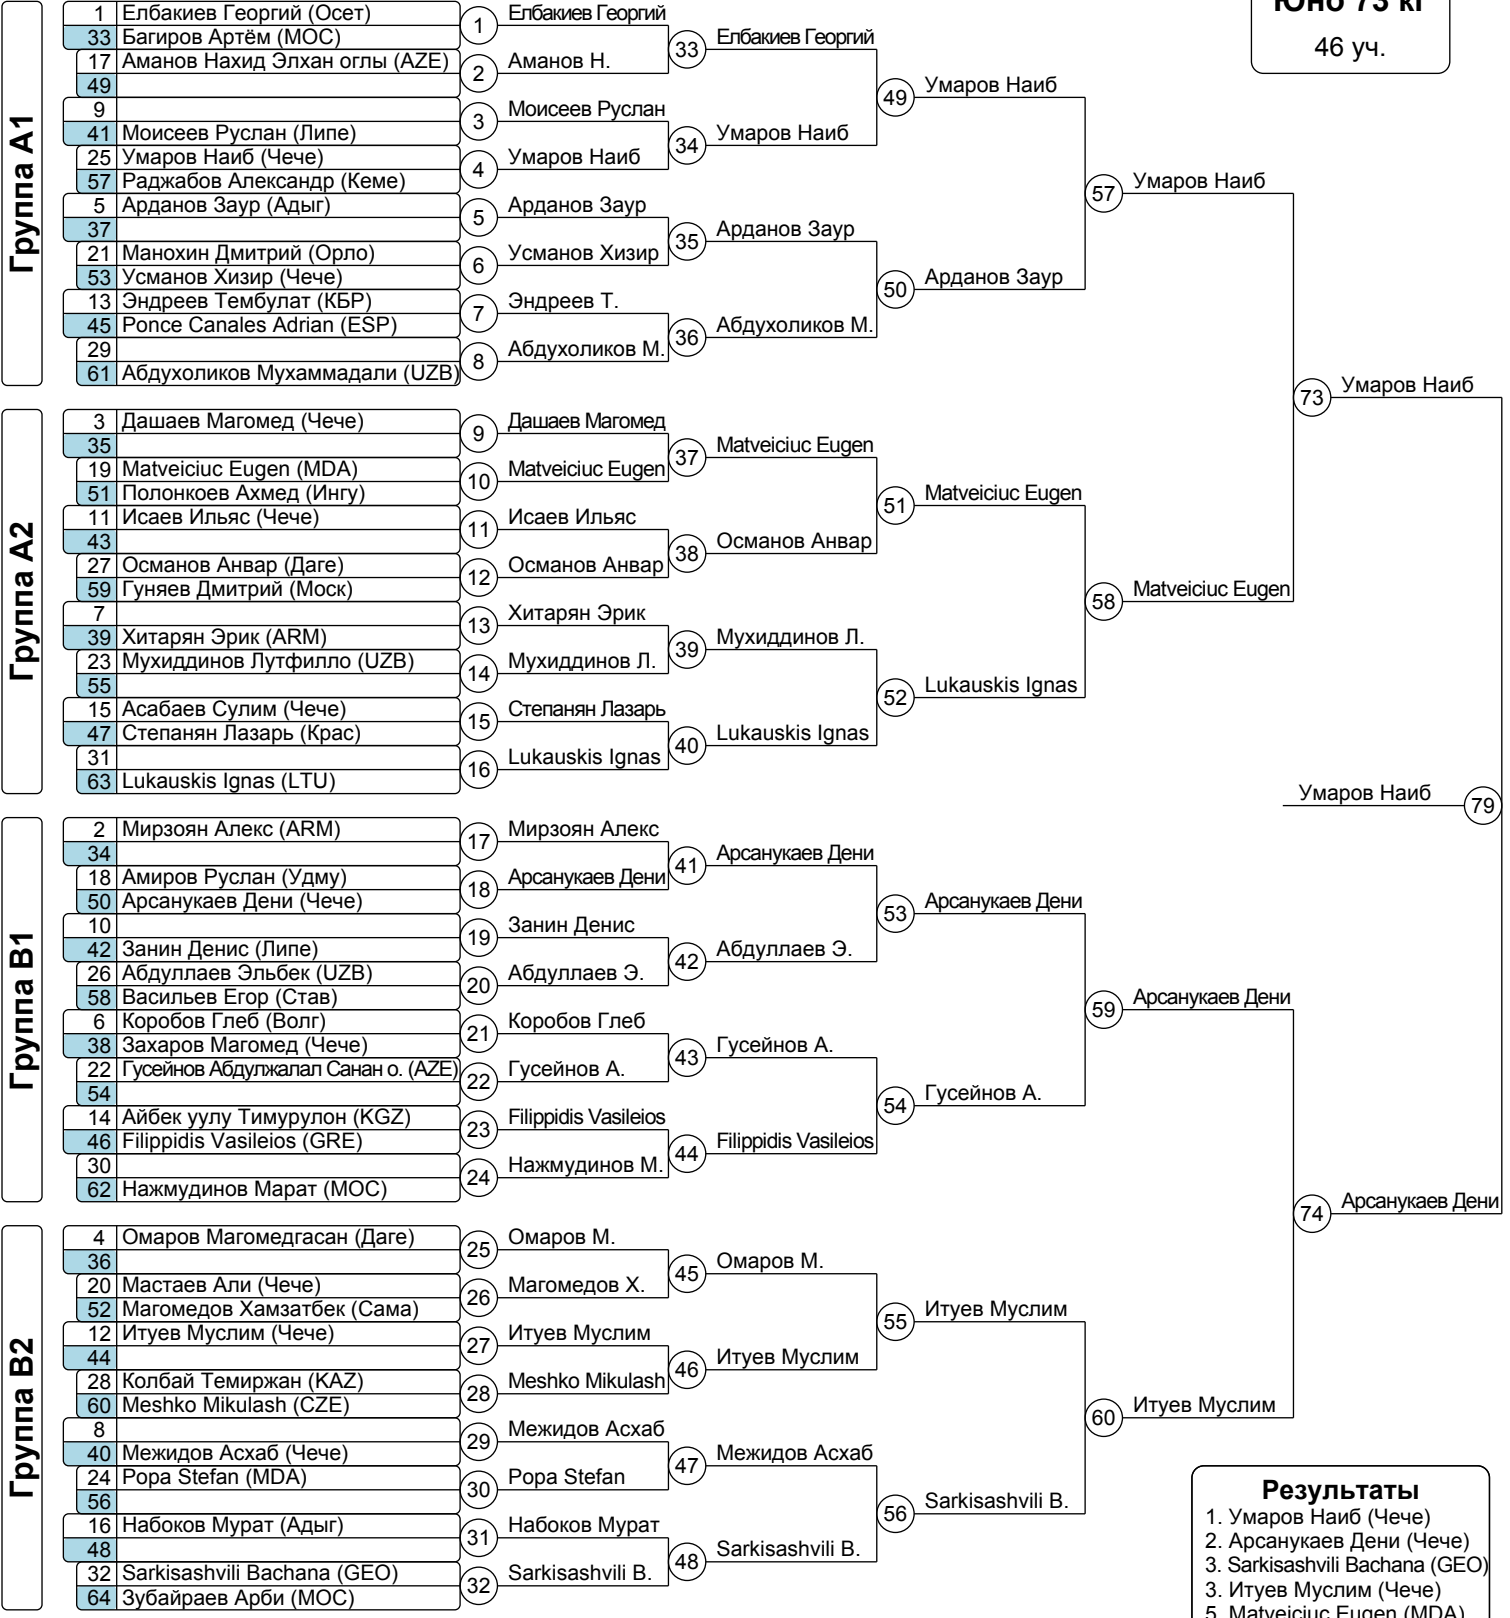 Юно 73 кг
46 уч.
Группа A1
1 Елбакиев Георгий (Осет)
33 Багиров Артём (МОС)
17 Аманов Нахид Элхан оглы (AZE)
49
9
41 Моисеев Руслан (Липе)
25 Умаров Наиб (Чече)
57 Раджабов Александр (Кеме)
5 Арданов Заур (Адыг)
37
21 Манохин Дмитрий (Орло)
53 Усманов Хизир (Чече)
13 Эндреев Тембулат (КБР)
45 Ponce Canales Adrian (ESP)
29
61 Абдухоликов Мухаммадали (UZB)
1 Елбакиев Георгий
2 Аманов Н.
3 Моисеев Руслан
4 Умаров Наиб
5 Арданов Заур
6 Усманов Хизир
7 Эндреев Т.
8 Абдухоликов М.
33 Елбакиев Георгий
34 Умаров Наиб
35 Арданов Заур
36 Абдухоликов М.
49 Умаров Наиб
50 Арданов Заур
57 Умаров Наиб
Группа A2
3 Дашаев Магомед (Чече)
35
19 Matveiciuc Eugen (MDA)
51 Полонкоев Ахмед (Ингу)
11 Исаев Ильяс (Чече)
43
27 Османов Анвар (Даге)
59 Гуняев Дмитрий (Моск)
7
39 Хитарян Эрик (ARM)
23 Мухиддинов Лутфилло (UZB)
55
15 Асабаев Сулим (Чече)
47 Степанян Лазарь (Крас)
31
63 Lukauskis Ignas (LTU)
9 Дашаев Магомед
10 Matveiciuc Eugen
11 Исаев Ильяс
12 Османов Анвар
13 Хитарян Эрик
14 Мухиддинов Л.
15 Степанян Лазарь
16 Lukauskis Ignas
37 Matveiciuc Eugen
38 Османов Анвар
39 Мухиддинов Л.
40 Lukauskis Ignas
51 Matveiciuc Eugen
52 Lukauskis Ignas
58 Matveiciuc Eugen
73 Умаров Наиб
Умаров Наиб 79
Группа B1
2 Мирзоян Алекс (ARM)
34
18 Амиров Руслан (Удму)
50 Арсанукаев Дени (Чече)
10
42 Занин Денис (Липе)
26 Абдуллаев Эльбек (UZB)
58 Васильев Егор (Став)
6 Коробов Глеб (Волг)
38 Захаров Магомед (Чече)
22 Гусейнов Абдулжалал Санан о. (AZE)
54
14 Айбек уулу Тимурулон (KGZ)
46 Filippidis Vasileios (GRE)
30
62 Нажмудинов Марат (МОС)
17 Мирзоян Алекс
18 Арсанукаев Дени
19 Занин Денис
20 Абдуллаев Э.
21 Коробов Глеб
22 Гусейнов А.
23 Filippidis Vasileios
24 Нажмудинов М.
41 Арсанукаев Дени
42 Абдуллаев Э.
43 Гусейнов А.
44 Filippidis Vasileios
53 Арсанукаев Дени
54 Гусейнов А.
59 Арсанукаев Дени
Группа B2
4 Омаров Магомедгасан (Даге)
36
20 Мастаев Али (Чече)
52 Магомедов Хамзатбек (Сама)
12 Итуев Муслим (Чече)
44
28 Колбай Темиржан (KAZ)
60 Meshko Mikulash (CZE)
8
40 Межидов Асхаб (Чече)
24 Popa Stefan (MDA)
56
16 Набоков Мурат (Адыг)
48
32 Sarkisashvili Bachana (GEO)
64 Зубайраев Арби (МОС)
25 Омаров М.
26 Магомедов Х.
27 Итуев Муслим
28 Meshko Mikulash
29 Межидов Асхаб
30 Popa Stefan
31 Набоков Мурат
32 Sarkisashvili B.
45 Омаров М.
46 Итуев Муслим
47 Межидов Асхаб
48 Sarkisashvili B.
55 Итуев Муслим
56 Sarkisashvili B.
60 Итуев Муслим
74 Арсанукаев Дени
Результаты
1. Умаров Наиб (Чече)
2. Арсанукаев Дени (Чече)
3. Sarkisashvili Bachana (GEO)
3. Итуев Муслим (Чече)
5. Matveiciuc Eugen (MDA)